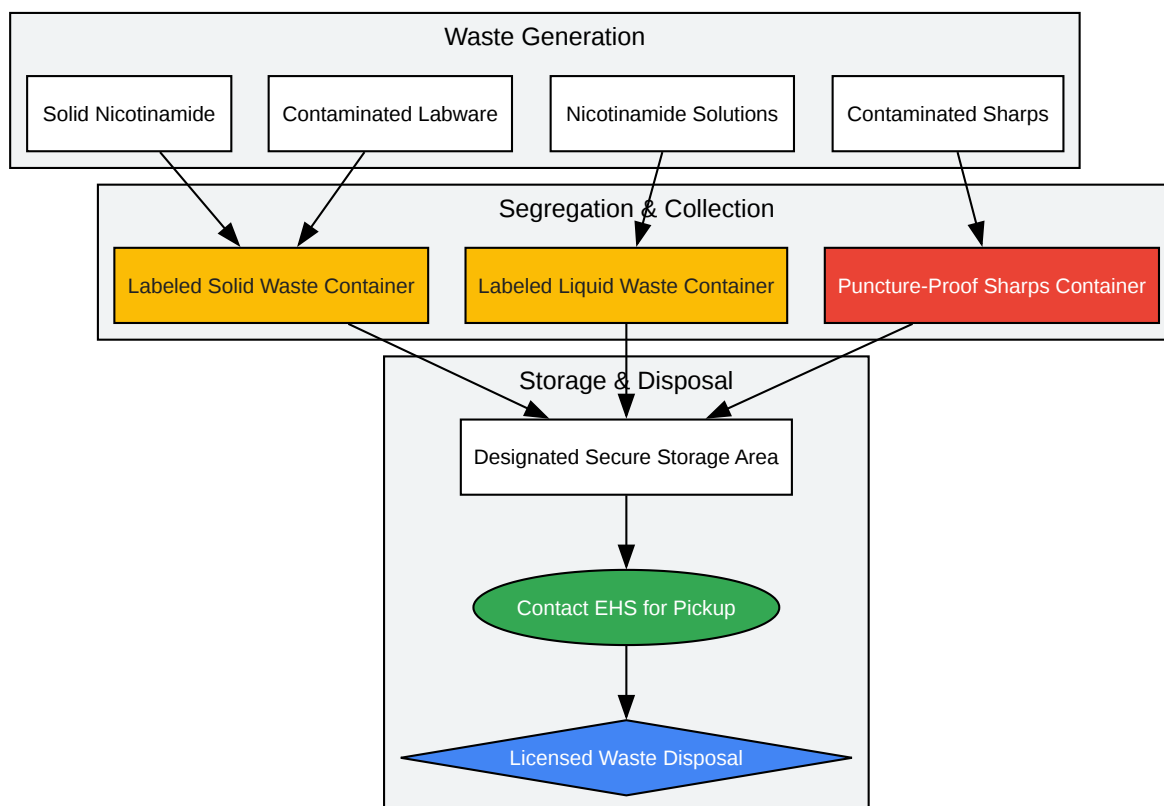 Waste Generation
Solid Nicotinamide
Contaminated Labware
Nicotinamide Solutions
Contaminated Sharps
Segregation & Collection
Labeled Solid Waste Container
Labeled Liquid Waste Container
Puncture-Proof Sharps Container
Storage & Disposal
Designated Secure Storage Area
Contact EHS for Pickup
Licensed Waste Disposal